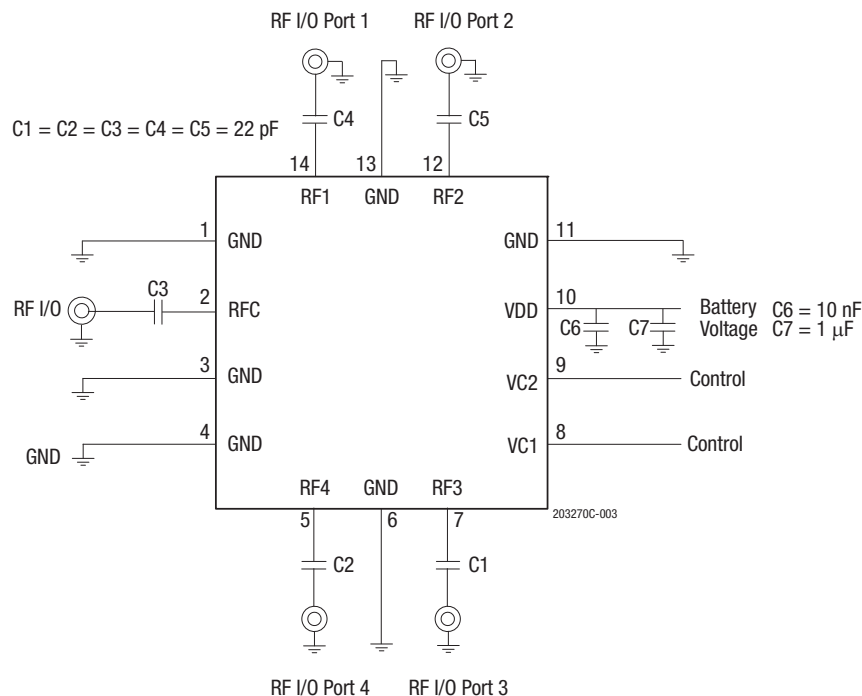 RF I/O Port 1 RF I/O Port 2
C1 = C2 = C3 = C4 = C5 = 22 pF
C4 C5
14 13 12
RF1 GND RF2
1 GND GND 11
RF I/O C3 2 RFC VDD 10 C6 C7 Battery C6 = 10 nF
Voltage C7 = 1 μF
3 GND VC2 9 Control
GND 4 GND VC1 8 Control
RF4 GND RF3
5 6 7
203270C-003
C2 C1
RF I/O Port 4 RF I/O Port 3